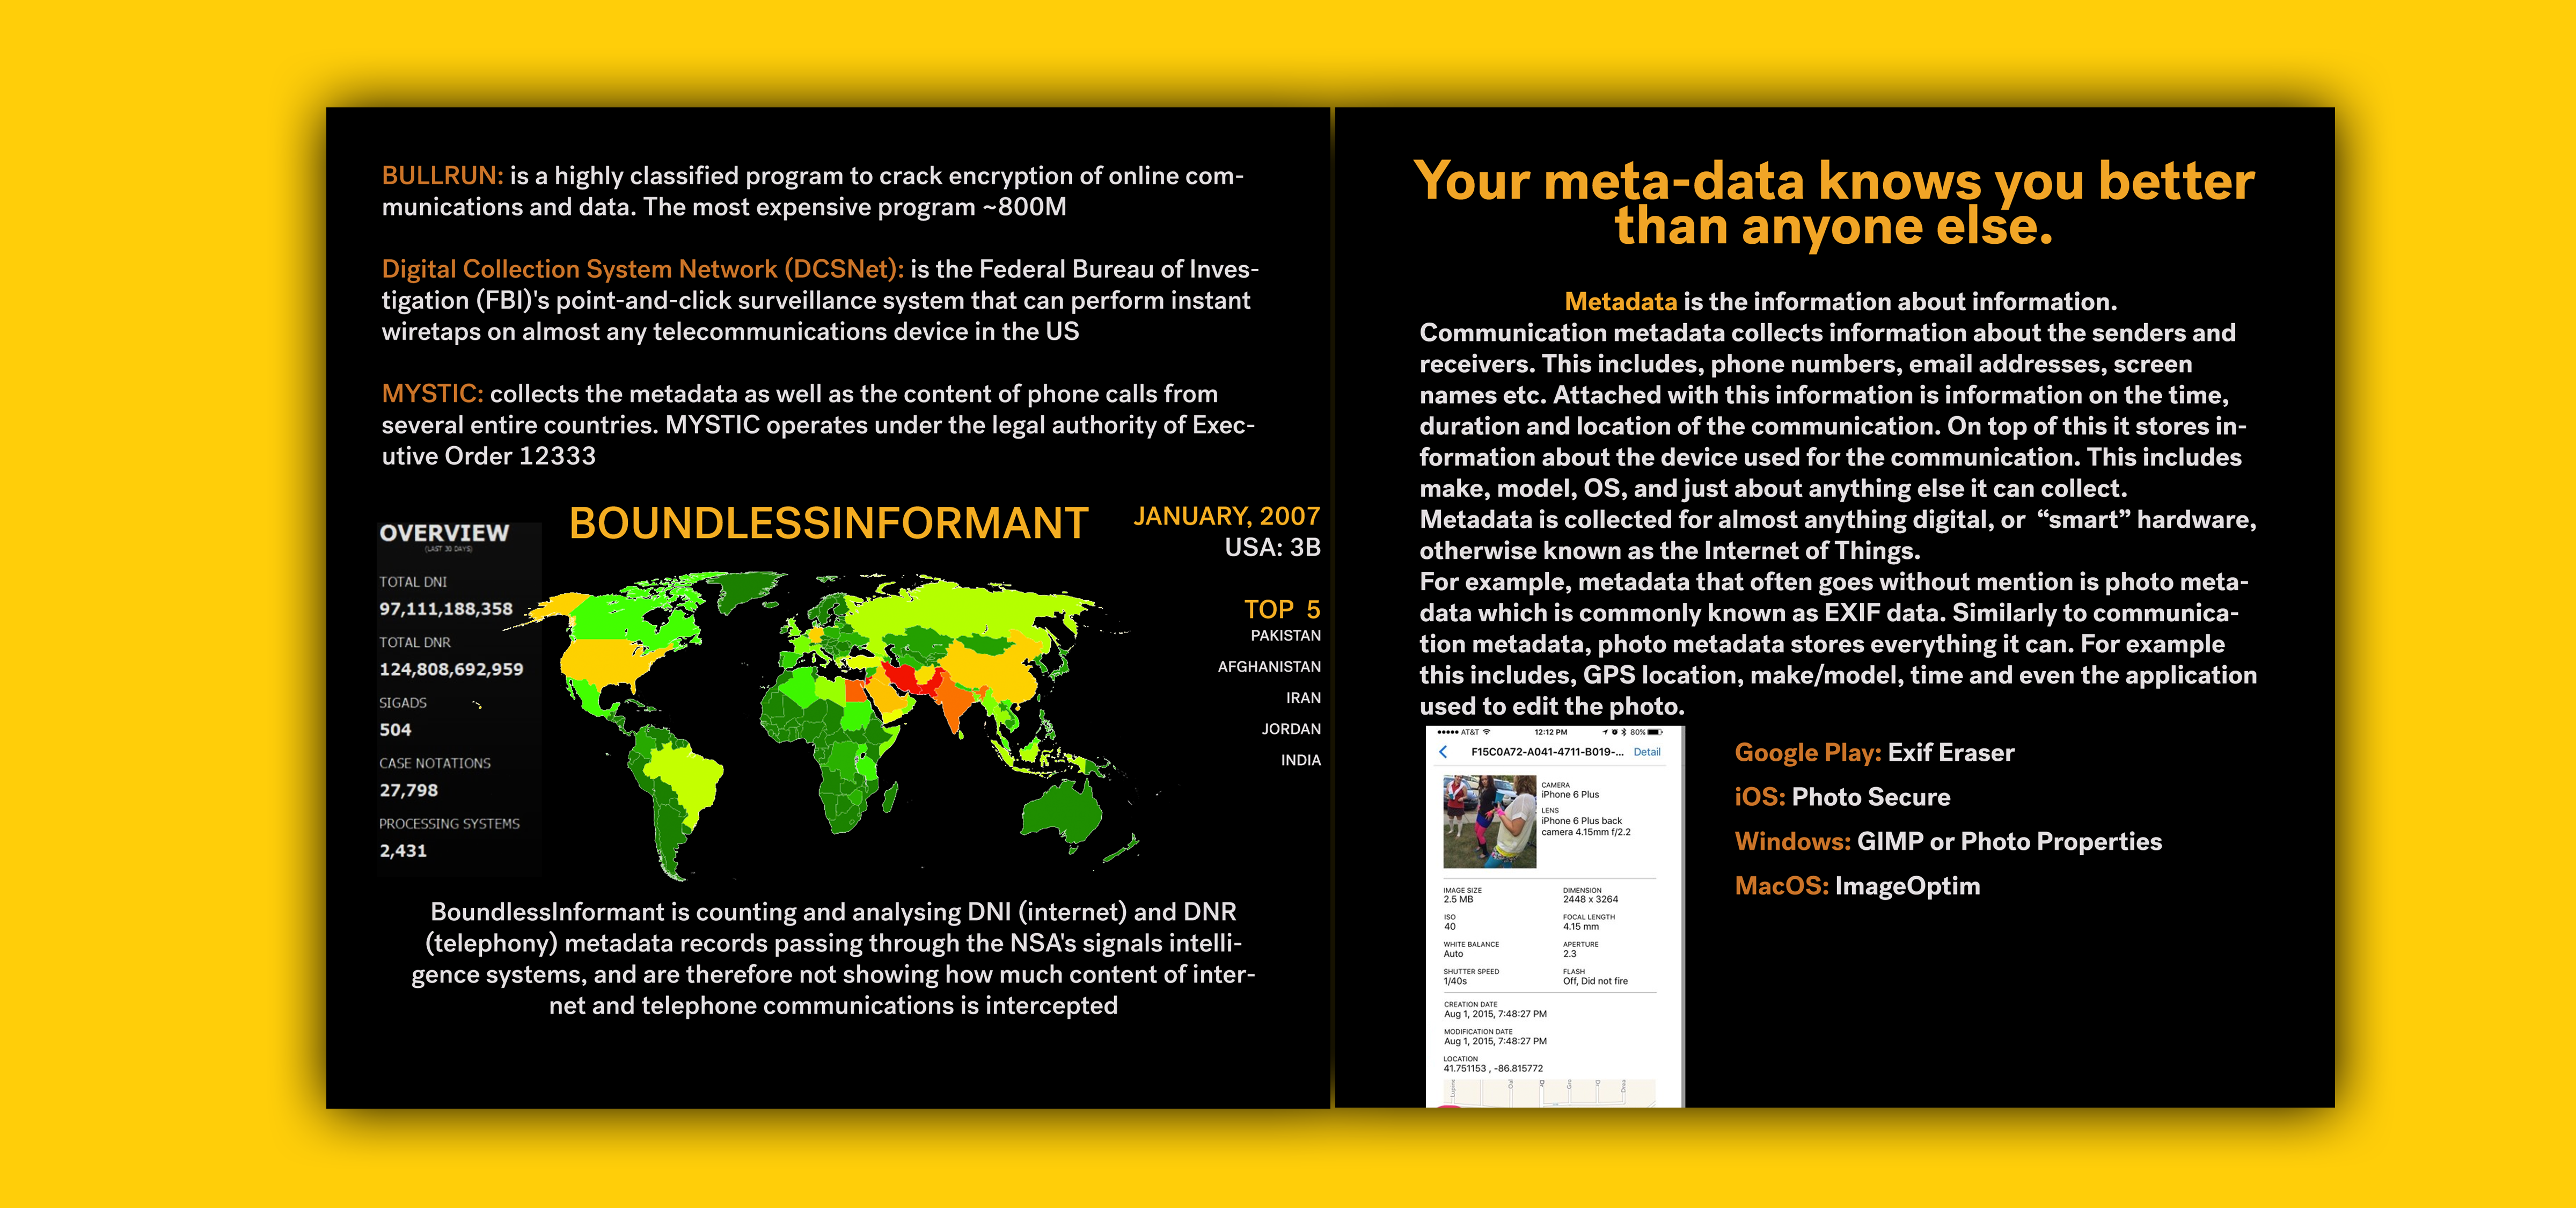 BULLRUN: is a highly classified program to crack encryption of online com-
munications and data. The most expensive program ~800M
Digital Collection System Network (DCSNet): is the Federal Bureau of Inves-
tigation (FBI)'s point-and-click surveillance system that can perform instant
wiretaps on almost any telecommunications device in the US
MYSTIC: collects the metadata as well as the content of phone calls from
several entire countries. MYSTIC operates under the legal authority of Exec-
utive Order 12333
BOUNDLESSINFORMANT
JANUARY, 2007
USA: 3B
OVERVIEW
(LAST 30 DAYS)
TOTAL DNI
97,111,188,358
TOTAL DNR
124,808,692,959
SIGADS
504
CASE NOTATIONS
27,798
PROCESSING SYSTEMS
2,431
TOP 5
PAKISTAN
AFGHANISTAN
IRAN
JORDAN
INDIA
BoundlessInformant is counting and analysing DNI (internet) and DNR
(telephony) metadata records passing through the NSA's signals intelli-
gence systems, and are therefore not showing how much content of inter-
net and telephone communications is intercepted
Your meta-data knows you better
than anyone else.
Metadata is the information about information.
Communication metadata collects information about the senders and
receivers. This includes, phone numbers, email addresses, screen
names etc. Attached with this information is information on the time,
duration and location of the communication. On top of this it stores in-
formation about the device used for the communication. This includes
make, model, OS, and just about anything else it can collect.
Metadata is collected for almost anything digital, or “smart” hardware,
otherwise known as the Internet of Things.
For example, metadata that often goes without mention is photo meta-
data which is commonly known as EXIF data. Similarly to communica-
tion metadata, photo metadata stores everything it can. For example
this includes, GPS location, make/model, time and even the application
used to edit the photo.
AT&T 12:12 PM 80%
F15C0A72-A041-4711-B019-... Detail
CAMERA
iPhone 6 Plus
LENS
iPhone 6 Plus back
camera 4.15mm f/2.2
IMAGE SIZE
2.5 MB
DIMENSION
2448 x 3264
ISO
40
FOCAL LENGTH
4.15 mm
WHITE BALANCE
Auto
APERTURE
2.3
SHUTTER SPEED
1/40s
FLASH
Off, Did not fire
CREATION DATE
Aug 1, 2015, 7:48:27 PM
MODIFICATION DATE
Aug 1, 2015, 7:48:27 PM
LOCATION
41.751153 , -86.815772
Google Play: Exif Eraser
iOS: Photo Secure
Windows: GIMP or Photo Properties
MacOS: ImageOptim